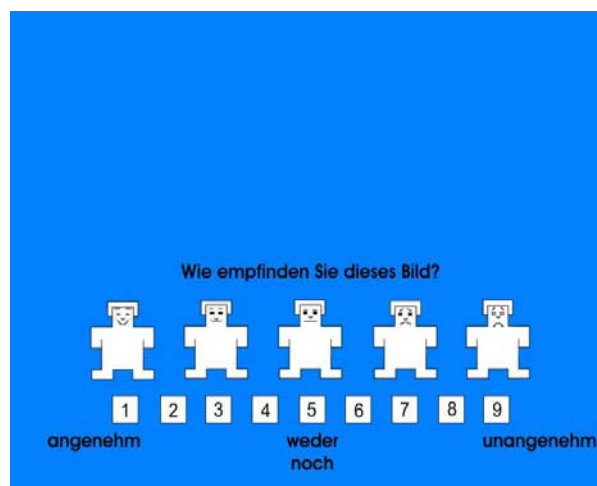 Wie empfinden Sie dieses Bild?
1 2 3 4 5 6 7 8 9
angenehm weder unangenehm
noch